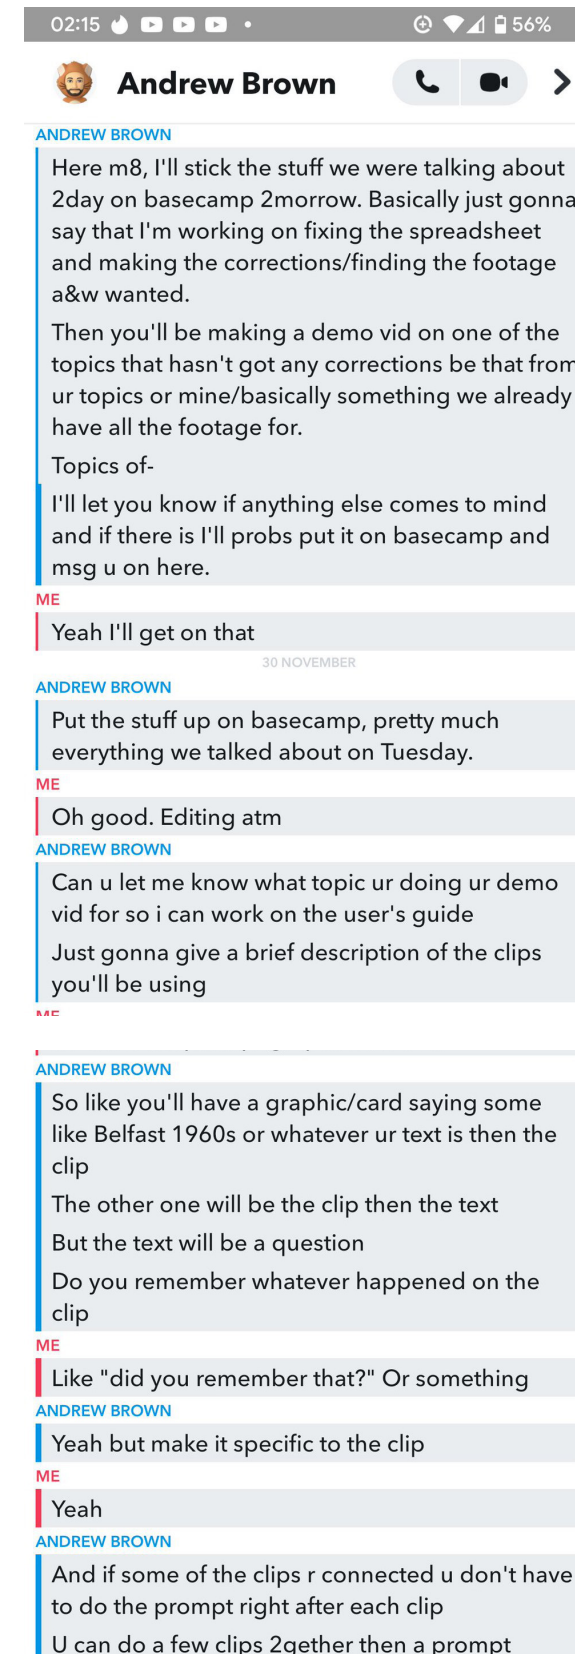 02:15 56%
Andrew Brown
ANDREW BROWN
Here m8, I'll stick the stuff we were talking about
2day on basecamp 2morrow. Basically just gonna
say that I'm working on fixing the spreadsheet
and making the corrections/finding the footage
a&w wanted.
Then you'll be making a demo vid on one of the
topics that hasn't got any corrections be that from
ur topics or mine/basically something we already
have all the footage for.
Topics of-
I'll let you know if anything else comes to mind
and if there is I'll probs put it on basecamp and
msg u on here.
ME
Yeah I'll get on that
30 NOVEMBER
ANDREW BROWN
Put the stuff up on basecamp, pretty much
everything we talked about on Tuesday.
ME
Oh good. Editing atm
ANDREW BROWN
Can u let me know what topic ur doing ur demo
vid for so i can work on the user's guide
Just gonna give a brief description of the clips
you'll be using
ME
ANDREW BROWN
So like you'll have a graphic/card saying some
like Belfast 1960s or whatever ur text is then the
clip
The other one will be the clip then the text
But the text will be a question
Do you remember whatever happened on the
clip
ME
Like "did you remember that?" Or something
ANDREW BROWN
Yeah but make it specific to the clip
ME
Yeah
ANDREW BROWN
And if some of the clips r connected u don't have
to do the prompt right after each clip
U can do a few clips 2gether then a prompt